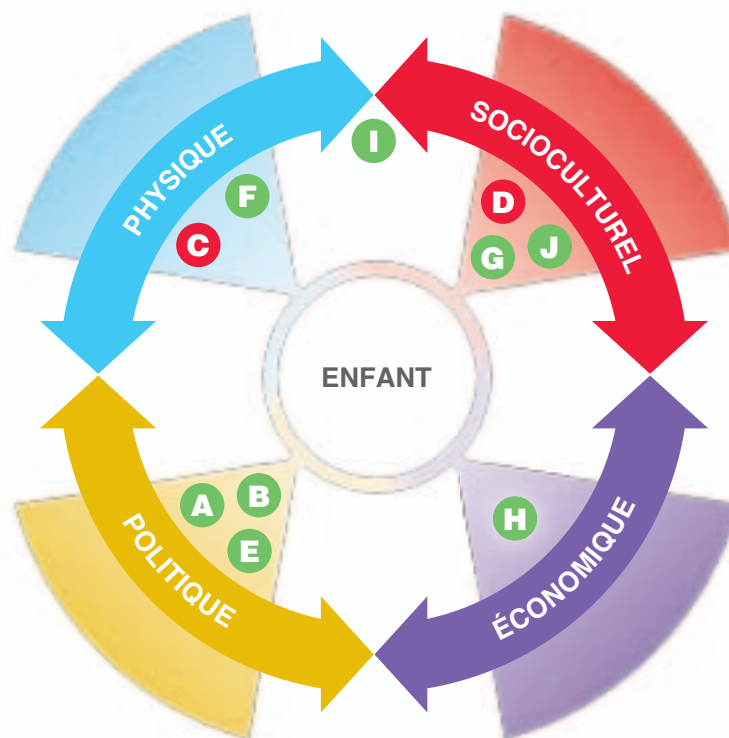 PHYSIQUE
SOCIOCULTUREL
I
F
C
D
G
J
ENFANT
A
B
E
H
POLITIQUE
ÉCONOMIQUE